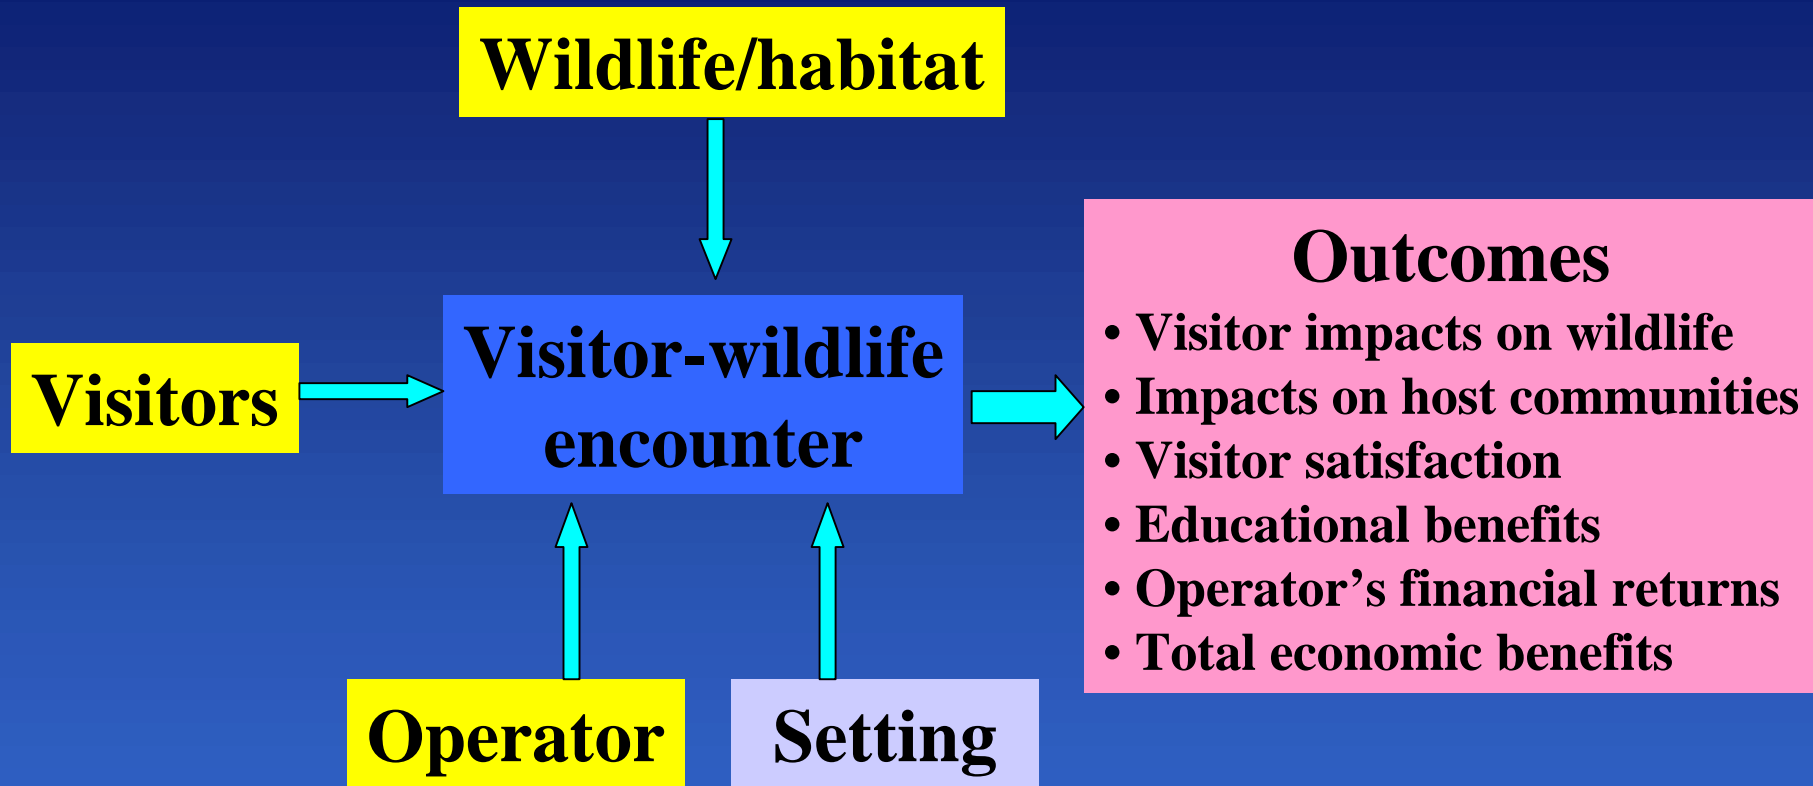 Wildlife/habitat
Visitors
Visitor-wildlife
encounter
Outcomes
• Visitor impacts on wildlife
• Impacts on host communities
• Visitor satisfaction
• Educational benefits
• Operator’s financial returns
• Total economic benefits
Operator
Setting